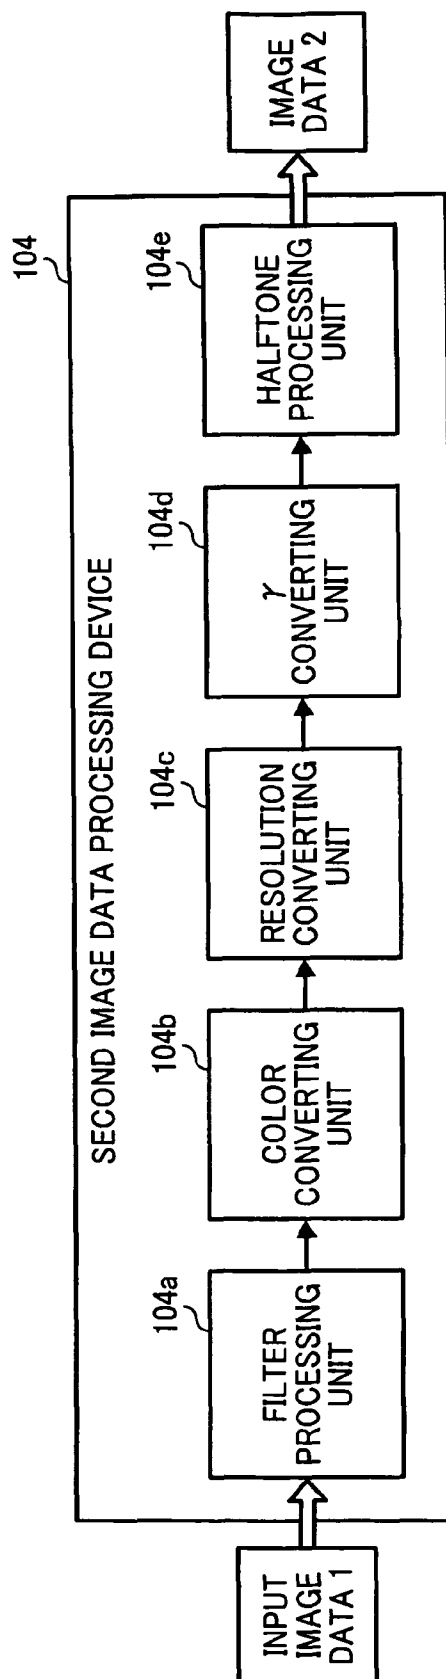 SECOND IMAGE DATA PROCESSING DEVICE
104
INPUT
IMAGE
DATA 1
104a
FILTER
PROCESSING
UNIT
104b
COLOR
CONVERTING
UNIT
104c
RESOLUTION
CONVERTING
UNIT
104d
γ
CONVERTING
UNIT
104e
HALFTONE
PROCESSING
UNIT
IMAGE
DATA 2